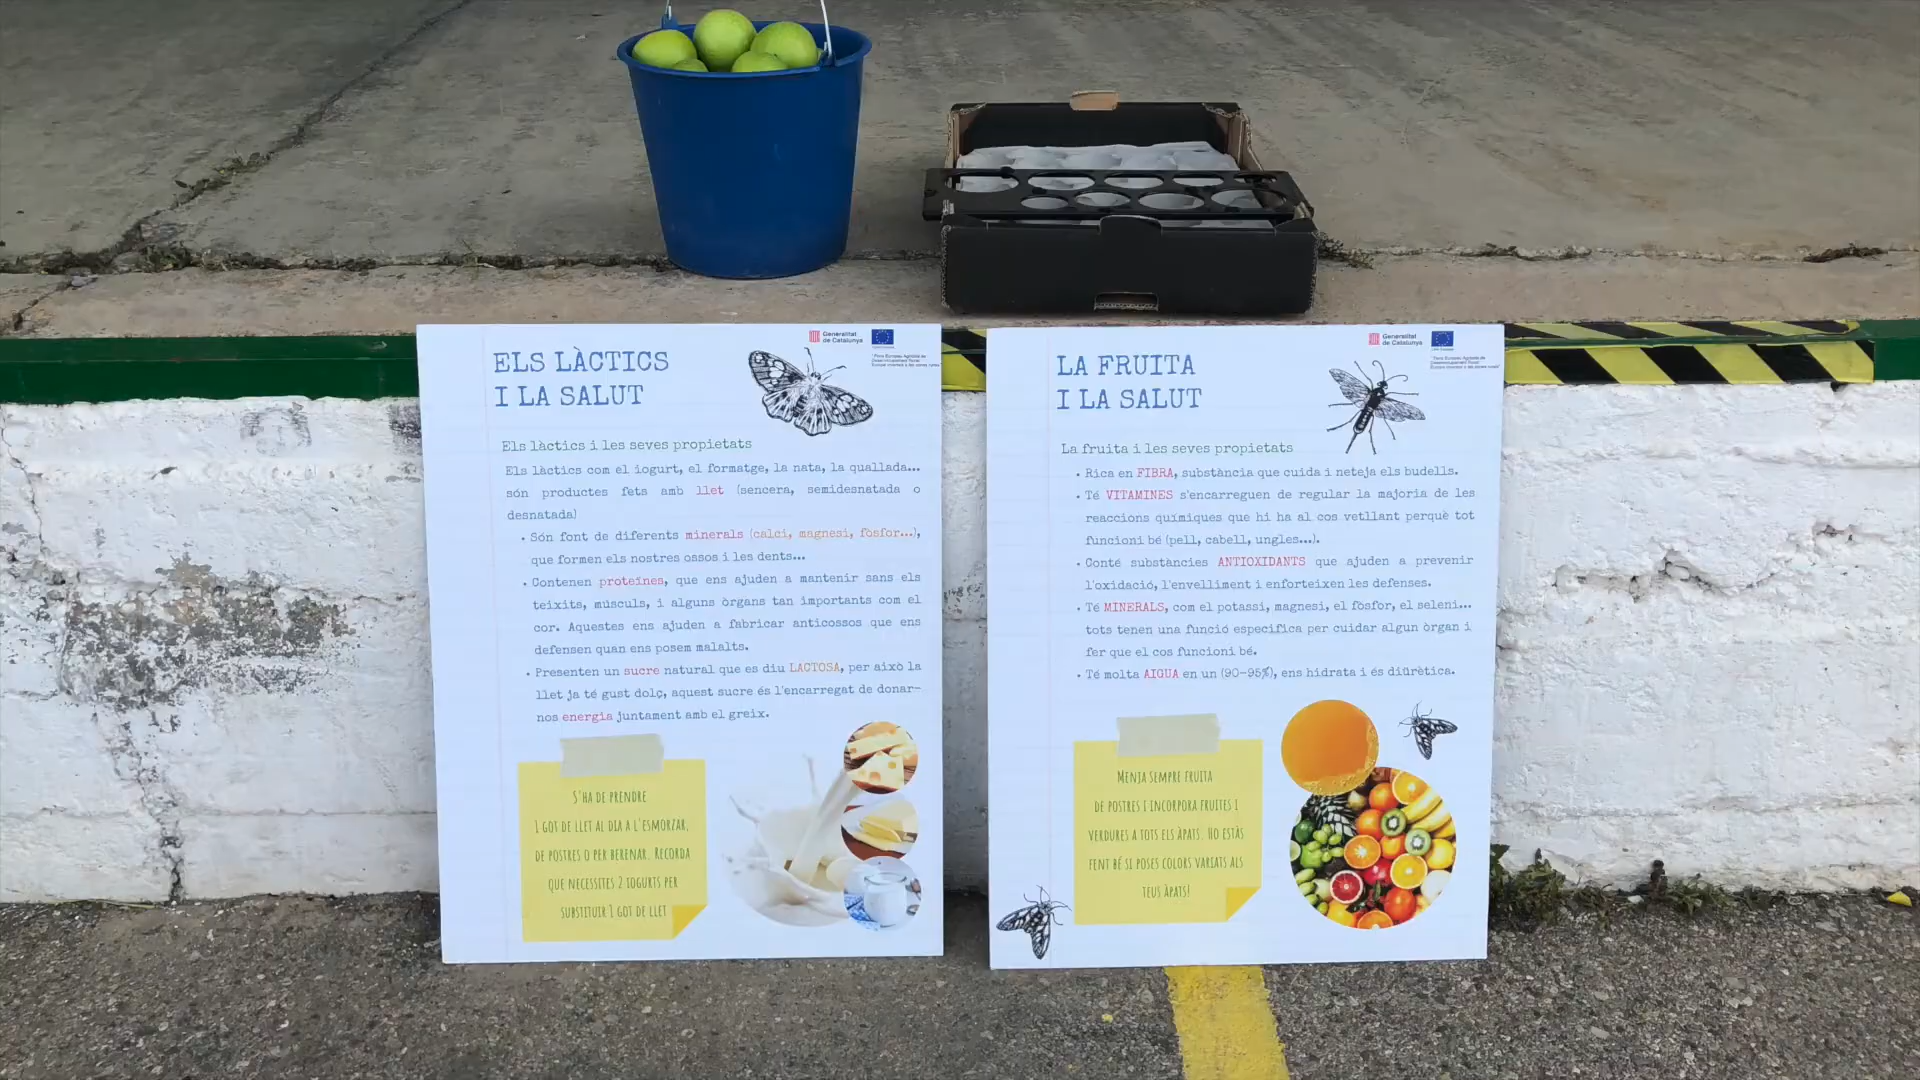 Generalitat
de Catalunya
ELS LÀCTICS
I LA SALUT
Els làctics i les seves propietats
Els làctics com el iogurt, el formatge, la nata, la quallada...
són productes fets amb llet (sencera, semidesnatada o
desnatada)
• Són font de diferents minerals (calci, magnesi, fòsfor...),
que formen els nostres ossos i les dents...
• Contenen proteïnes, que ens ajuden a mantenir sans els
teixits, músculs, i alguns òrgans tan importants com el
cor. Aquestes ens ajuden a fabricar anticossos que ens
defensen quan ens posem malalts.
• Presenten un sucre natural que es diu LACTOSA, per això la
llet ja té gust dolç, aquest sucre és l'encarregat de donar-
nos energia juntament amb el greix.
S'HA DE PRENDRE
1 GOT DE LLET AL DIA A L'ESMORZAR,
DE POSTRES O PER BERENAR. RECORDA
QUE NECESSITES 2 IOGURTS PER
SUBSTITUIR 1 GOT DE LLET
Generalitat
de Catalunya
LA FRUITA
I LA SALUT
La fruita i les seves propietats
• Rica en FIBRA, substància que cuida i neteja els budells.
• Té VITAMINES s'encarreguen de regular la majoria de les
reaccions químiques que hi ha al cos vetllant perquè tot
funcioni bé (pell, cabell, ungles...).
• Conté substàncies ANTIOXIDANTS que ajuden a prevenir
l'oxidació, l'envelliment i enforteixen les defenses.
• Té MINERALS, com el potassi, magnesi, el fòsfor, el seleni...
tots tenen una funció específica per cuidar algun òrgan i
fer que el cos funcioni bé.
• Té molta AIGUA en un (90-95%), ens hidrata i és diürètica.
MENJA SEMPRE FRUITA
DE POSTRES I INCORPORA FRUITES I
VERDURES A TOTS ELS ÀPATS. HO ESTÀS
FENT BÉ SI POSES COLORS VARIATS ALS
TEUS ÀPATS!